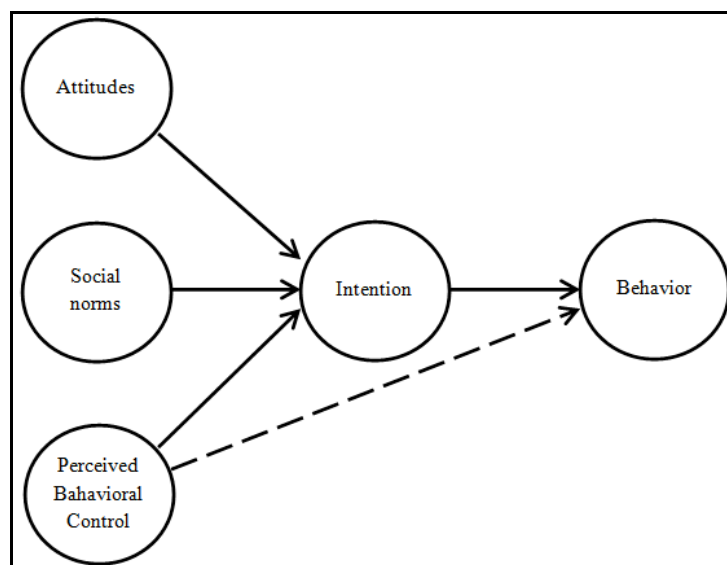 Attitudes
Social
norms
Intention
Behavior
Perceived
Bahavioral
Control